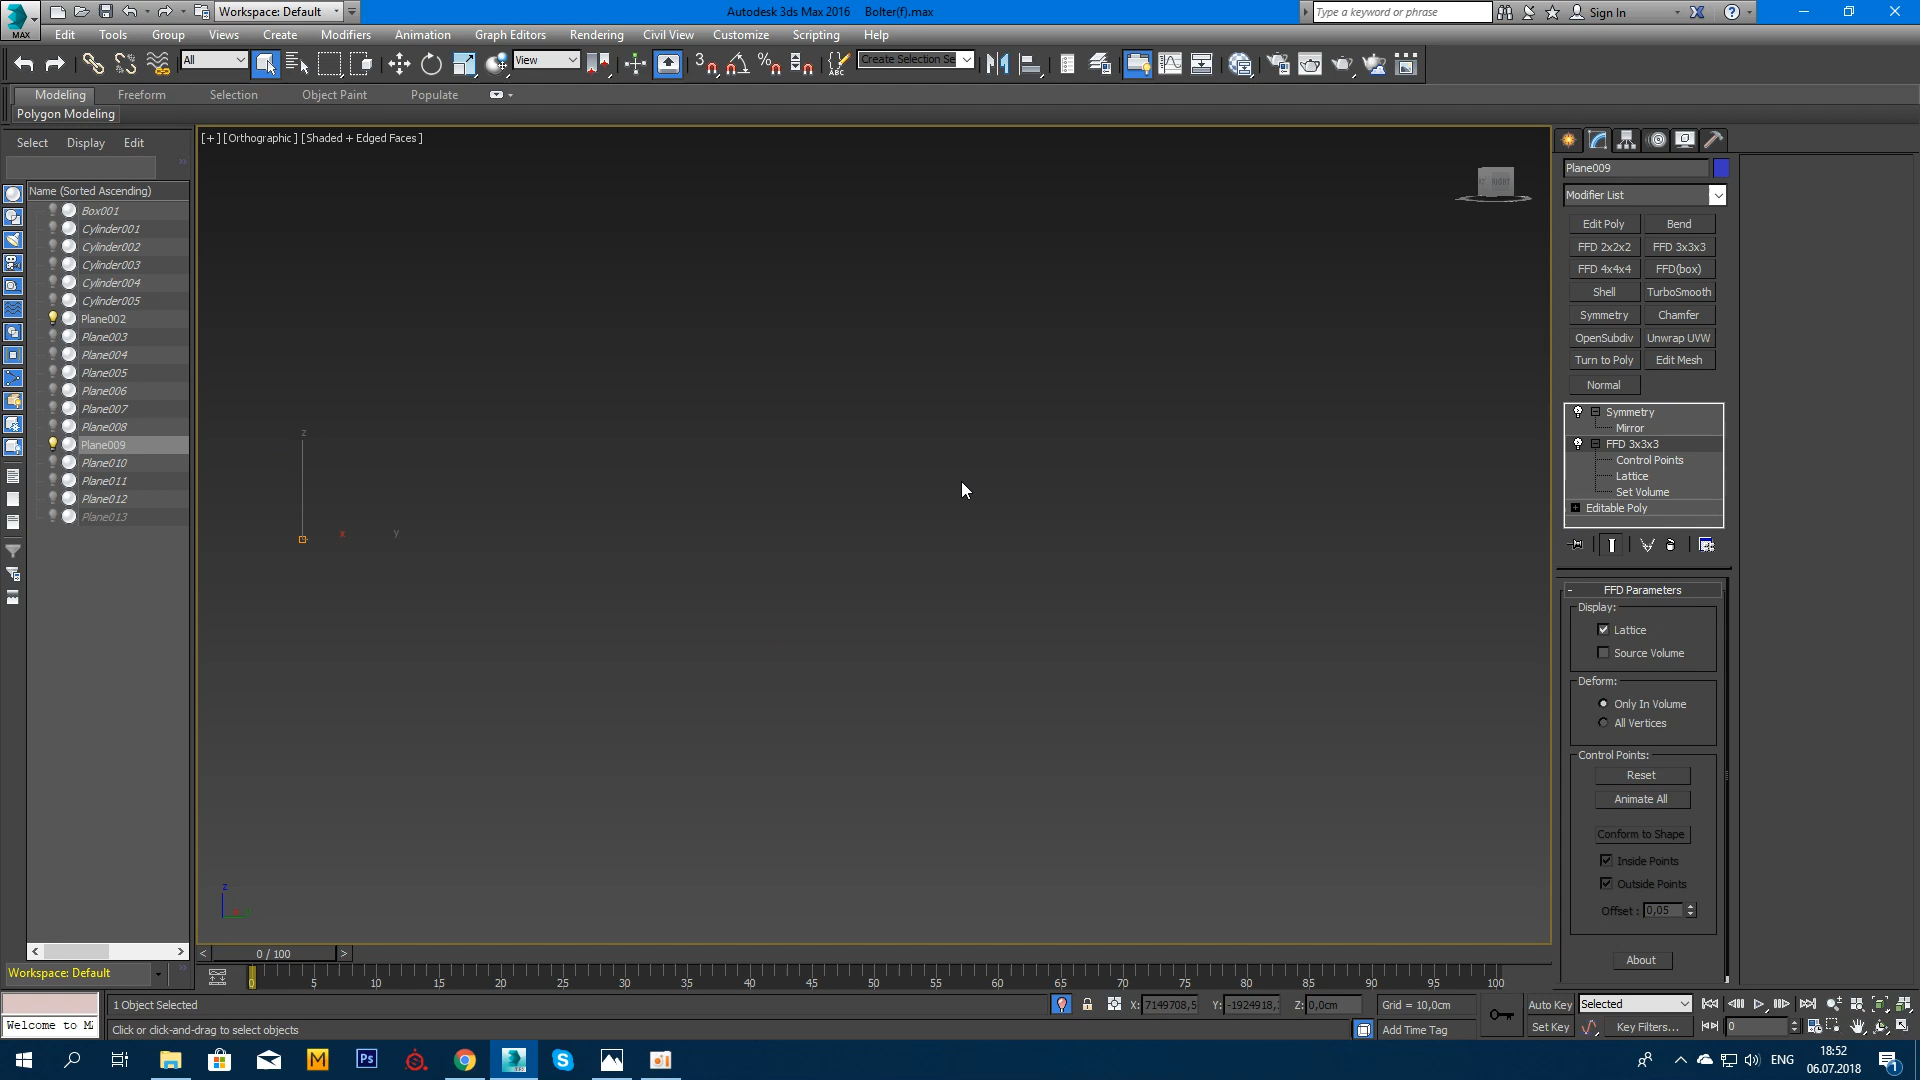 Workspace: Default
Autodesk 3ds Max 2016    Bolter(f).max
Type a keyword or phrase
Sign In
MAX
Edit Tools Group Views Create Modifiers Animation Graph Editors Rendering Civil View Customize Scripting Help
All
View
Create Selection Se
Modeling Freeform Selection Object Paint Populate
Polygon Modeling
Select Display Edit
[+] [Orthographic] [Shaded + Edged Faces]
RIGHT
Name (Sorted Ascending)
Box001
Cylinder001
Cylinder002
Cylinder003
Cylinder004
Cylinder005
Plane002
Plane003
Plane004
Plane005
Plane006
Plane007
Plane008
Plane009
Plane010
Plane011
Plane012
Plane013
z
x
y
z
Plane009
Modifier List
Edit Poly Bend
FFD 2x2x2 FFD 3x3x3
FFD 4x4x4 FFD(box)
Shell TurboSmooth
Symmetry Chamfer
OpenSubdiv Unwrap UVW
Turn to Poly Edit Mesh
Normal
Symmetry
Mirror
FFD 3x3x3
Control Points
Lattice
Set Volume
Editable Poly
- FFD Parameters
Display:
Lattice
Source Volume
Deform:
Only In Volume
All Vertices
Control Points:
Reset
Animate All
Conform to Shape
Inside Points
Outside Points
Offset : 0,05
About
< 0 / 100 >
Workspace: Default
0 5 10 15 20 25 30 35 40 45 50 55 60 65 70 75 80 85 90 95 100
1 Object Selected
X: 7149708,5 Y: -1924918, Z: 0,0cm Grid = 10,0cm
Auto Key Selected
Welcome to M
Click or click-and-drag to select objects
Add Time Tag
Set Key Key Filters... 0
Ps
ENG
18:52
06.07.2018
1